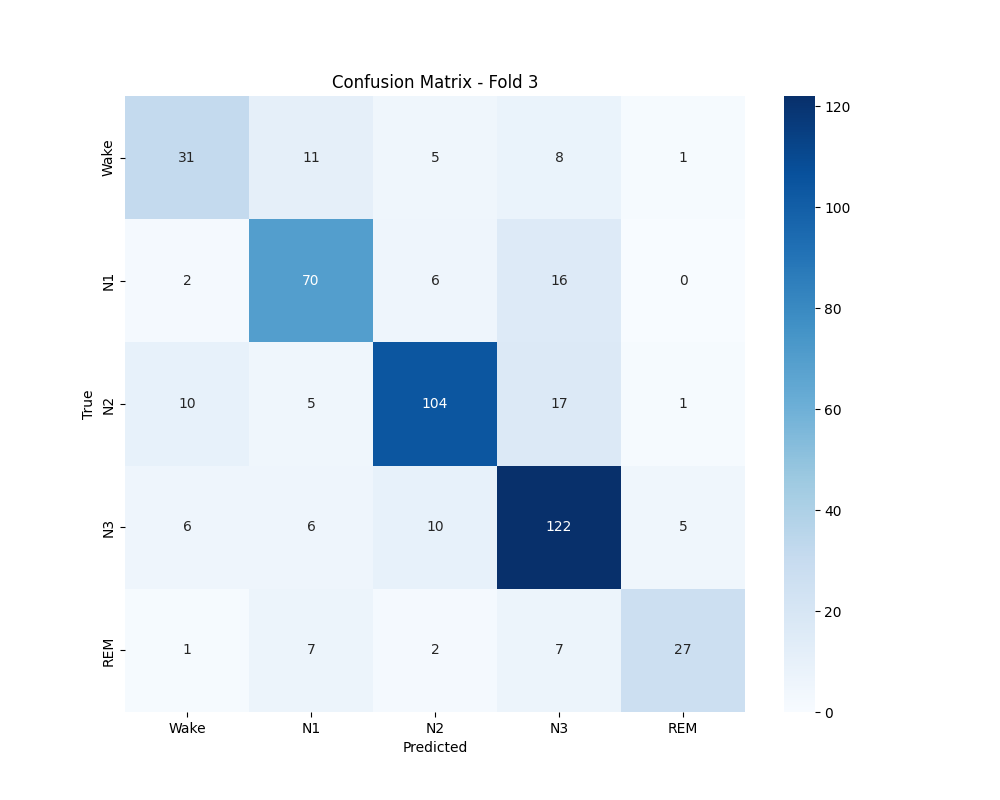 Confusion Matrix - Fold 3
Wake 31 11 5 8 1
N1 2 70 6 16 0
N2 10 5 104 17 1
N3 6 6 10 122 5
REM 1 7 2 7 27
Wake N1 N2 N3 REM
Predicted
True
120
100
80
60
40
20
0